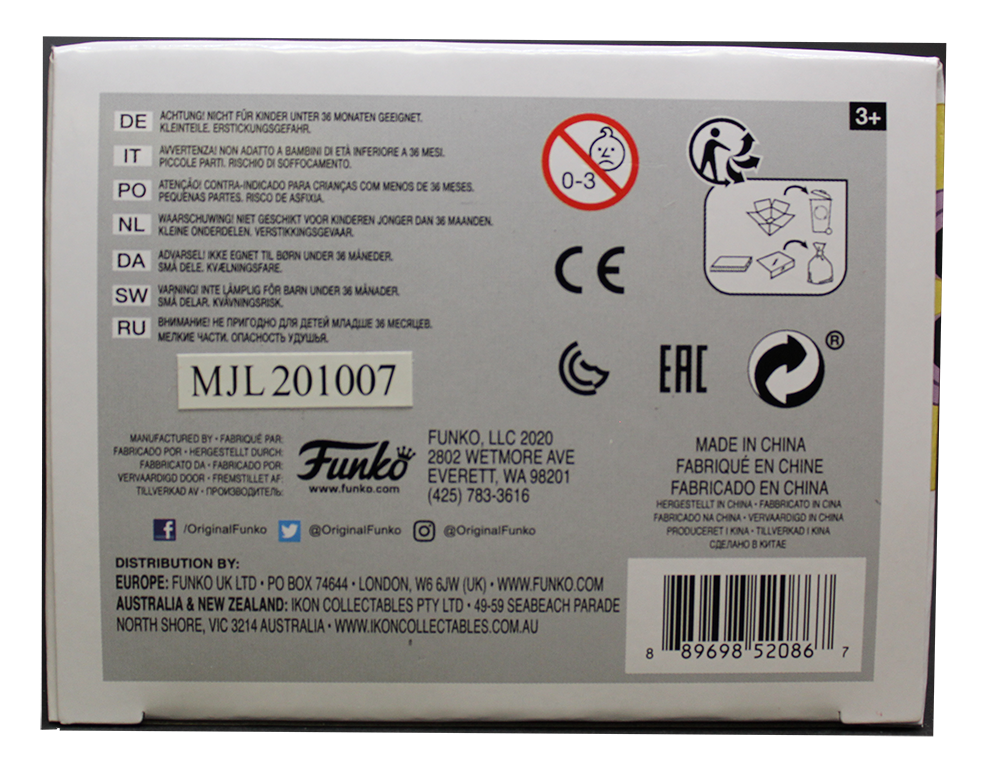 3+
DE ACHTUNG! NICHT FÜR KINDER UNTER 36 MONATEN GEEIGNET.
KLEINTEILE. ERSTICKUNGSGEFAHR.
IT AVVERTENZA! NON ADATTO A BAMBINI DI ETÀ INFERIORE A 36 MESI.
PICCOLE PARTI. RISCHIO DI SOFFOCAMENTO.
PO ATENÇÃO! CONTRA-INDICADO PARA CRIANÇAS COM MENOS DE 36 MESES.
PEQUENAS PARTES. RISCO DE ASFIXIA.
NL WAARSCHUWING! NIET GESCHIKT VOOR KINDEREN JONGER DAN 36 MAANDEN.
KLEINE ONDERDELEN. VERSTIKKINGSGEVAAR.
DA ADVARSEL! IKKE EGNET TIL BØRN UNDER 36 MÅNEDER.
SMÅ DELE. KVÆLNINGSFARE.
SW VARNING! INTE LÄMPLIG FÖR BARN UNDER 36 MÅNADER.
SMÅ DELAR. KVÄVNINGSRISK.
RU ВНИМАНИЕ! НЕ ПРИГОДНО ДЛЯ ДЕТЕЙ МЛАДШЕ 36 МЕСЯЦЕВ.
МЕЛКИЕ ЧАСТИ. ОПАСНОСТЬ УДУШЬЯ.
0-3
CE
EAC
®
MJL 201007
MANUFACTURED BY • FABRIQUÉ PAR:
FABRICADO POR • HERGESTELLT DURCH:
FABBRICATO DA • FABRICADO POR:
VERVAARDIGD DOOR • FREMSTILLET AF:
TILLVERKAD AV • ПРОИЗВОДИТЕЛЬ:
Funko
www.funko.com
FUNKO, LLC 2020
2802 WETMORE AVE
EVERETT, WA 98201
(425) 783-3616
MADE IN CHINA
FABRIQUÉ EN CHINE
FABRICADO EN CHINA
HERGESTELLT IN CHINA • FABBRICATO IN CINA
FABRICADO NA CHINA • VERVAARDIGD IN CHINA
PRODUCERET I KINA • TILLVERKAD I KINA
СДЕЛАНО В КИТАЕ
f /OriginalFunko @OriginalFunko @OriginalFunko
DISTRIBUTION BY:
EUROPE: FUNKO UK LTD • PO BOX 74644 • LONDON, W6 6JW (UK) • WWW.FUNKO.COM
AUSTRALIA & NEW ZEALAND: IKON COLLECTABLES PTY LTD • 49-59 SEABEACH PARADE
NORTH SHORE, VIC 3214 AUSTRALIA • WWW.IKONCOLLECTABLES.COM.AU
8 89698 52086 7